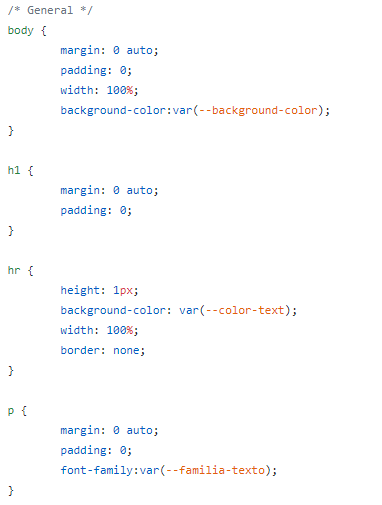 /* General */
body {
margin: 0 auto;
padding: 0;
width: 100%;
background-color:var(--background-color);
}
h1 {
margin: 0 auto;
padding: 0;
}
hr {
height: 1px;
background-color: var(--color-text);
width: 100%;
border: none;
}
p {
margin: 0 auto;
padding: 0;
font-family:var(--familia-texto);
}